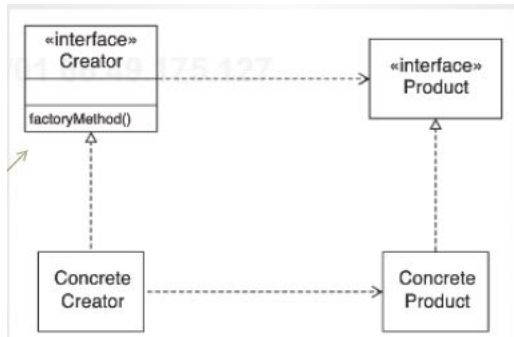 «interface»
Creator
«interface»
Product
factoryMethod()
Concrete
Creator
Concrete
Product